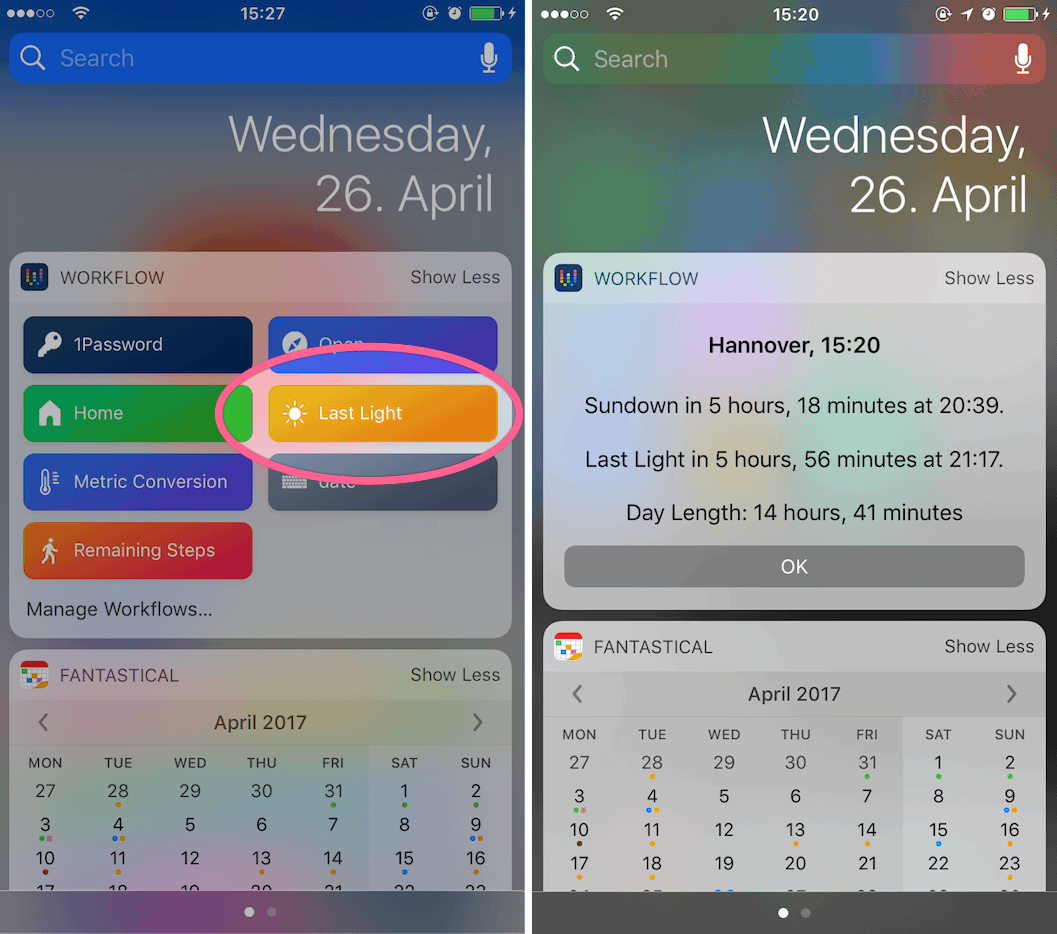 15:27
Search
Wednesday,
26. April
WORKFLOW Show Less
1Password Open
Home Last Light
Metric Conversion date
Remaining Steps
Manage Workflows...
FANTASTICAL Show Less
April 2017
MON TUE WED THU FRI SAT SUN
27 28 29 30 31 1 2
3 4 5 6 7 8 9
10 11 12 13 14 15 16
15:20
Search
Wednesday,
26. April
WORKFLOW Show Less
Hannover, 15:20
Sundown in 5 hours, 18 minutes at 20:39.
Last Light in 5 hours, 56 minutes at 21:17.
Day Length: 14 hours, 41 minutes
OK
FANTASTICAL Show Less
April 2017
MON TUE WED THU FRI SAT SUN
27 28 29 30 31 1 2
3 4 5 6 7 8 9
10 11 12 13 14 15 16
17 18 19 20 21 22 23